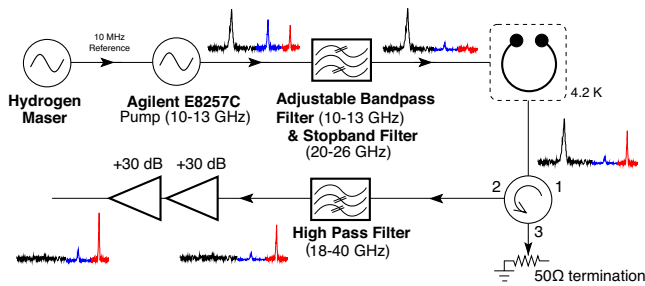 10 MHz
Reference
Hydrogen
Maser
Agilent E8257C
Pump (10-13 GHz)
Adjustable Bandpass
Filter (10-13 GHz)
& Stopband Filter
(20-26 GHz)
4.2 K
+30 dB +30 dB
High Pass Filter
(18-40 GHz)
2
1
3
50Ω termination